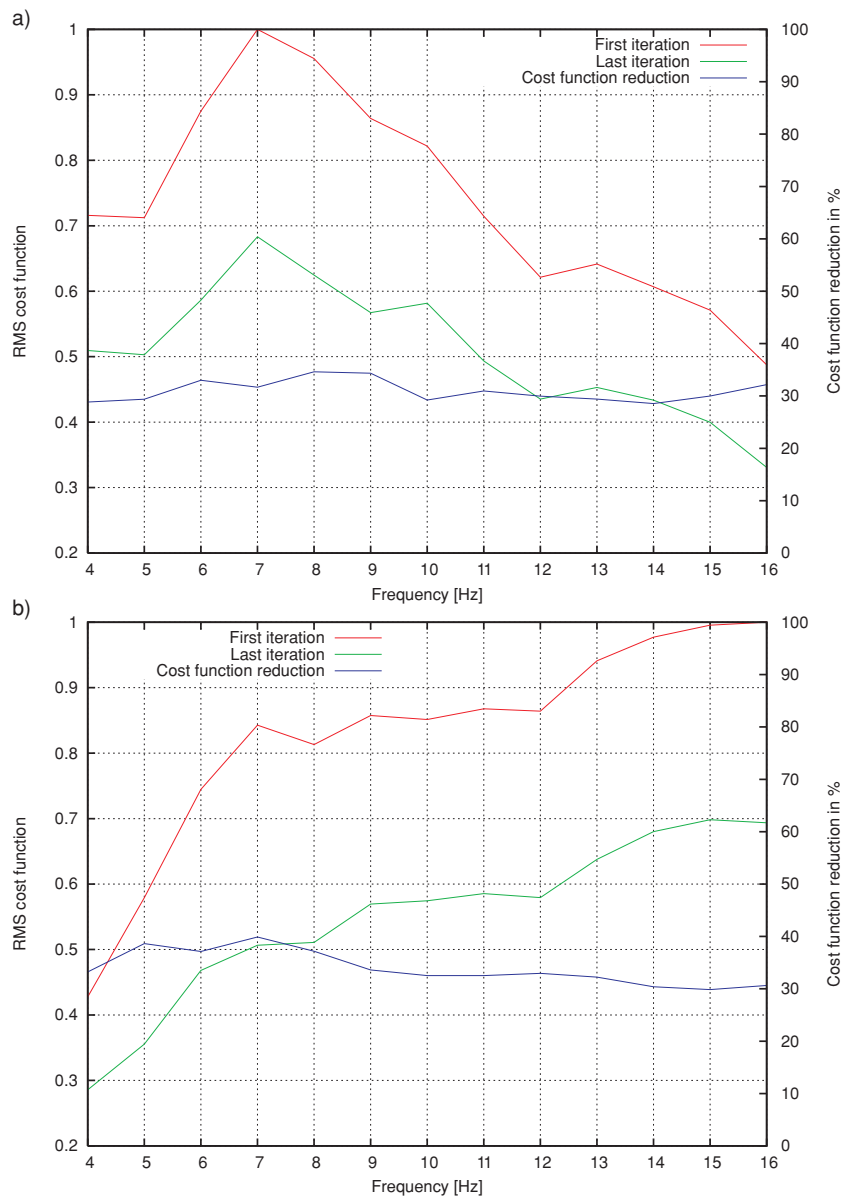 a)
First iteration
Last iteration
Cost function reduction
RMS cost function
Cost function reduction in %
1
0.9
0.8
0.7
0.6
0.5
0.4
0.3
0.2
100
90
80
70
60
50
40
30
20
10
0
4 5 6 7 8 9 10 11 12 13 14 15 16
Frequency [Hz]
b)
First iteration
Last iteration
Cost function reduction
RMS cost function
Cost function reduction in %
1
0.9
0.8
0.7
0.6
0.5
0.4
0.3
0.2
100
90
80
70
60
50
40
30
20
10
0
4 5 6 7 8 9 10 11 12 13 14 15 16
Frequency [Hz]